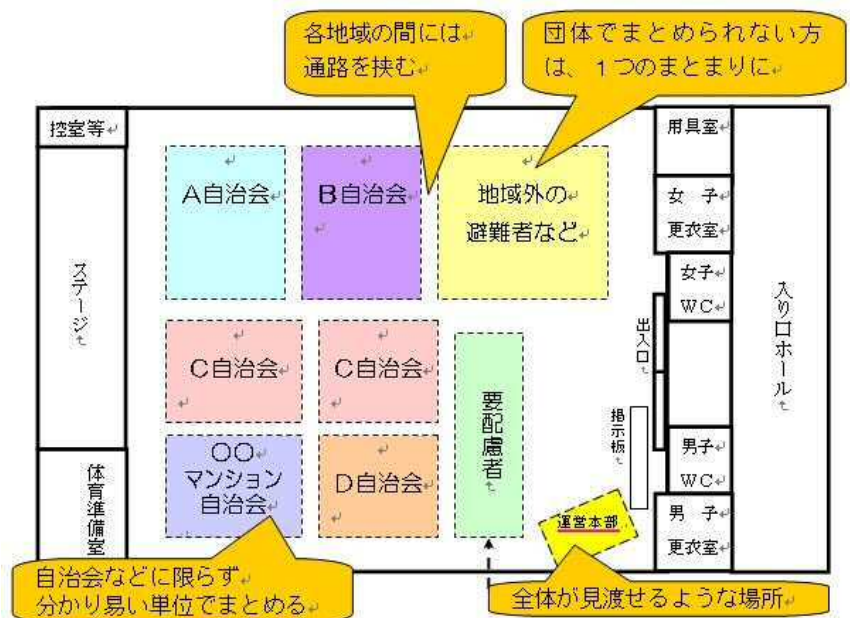 各地域の間には
通路を挟む
団体でまとめられない方
は、１つのまとまりに
控室等
ステージ
体育準備室
Ａ自治会
Ｂ自治会
地域外の
避難者など
Ｃ自治会
Ｃ自治会
〇〇
マンション
自治会
Ｄ自治会
要配慮者
出入口
掲示板
運営本部
用具室
女　子
更衣室
女子
ＷＣ
男子
ＷＣ
男　子
更衣室
入り口ホール
自治会などに限らず
分かり易い単位でまとめる
全体が見渡せるような場所